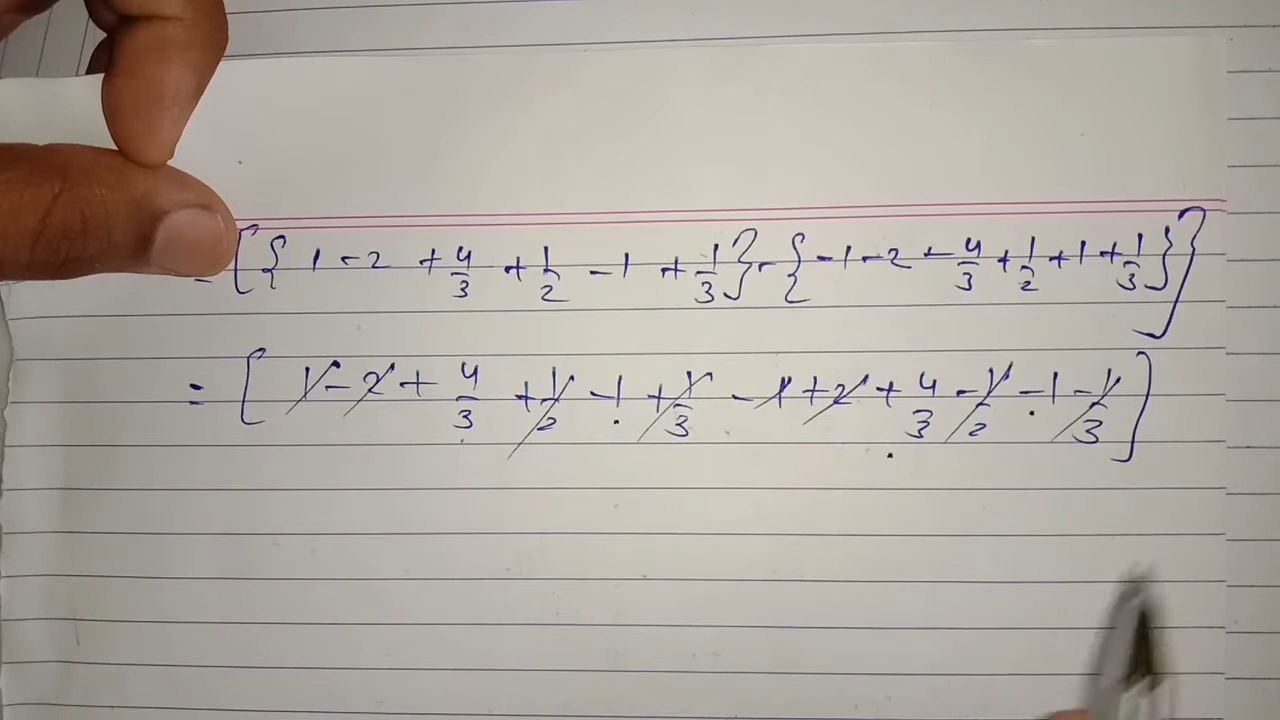 = [{1 - 2 + 4/3 + 1/2 - 1 + 1/3} - {-1 - 2 - 4/3 + 1/2 + 1 + 1/3}]
= [1 - 2 + 4/3 + 1/2 - 1 + 1/3 - 1 + 2 + 4/3 - 1/2 - 1 - 1/3]